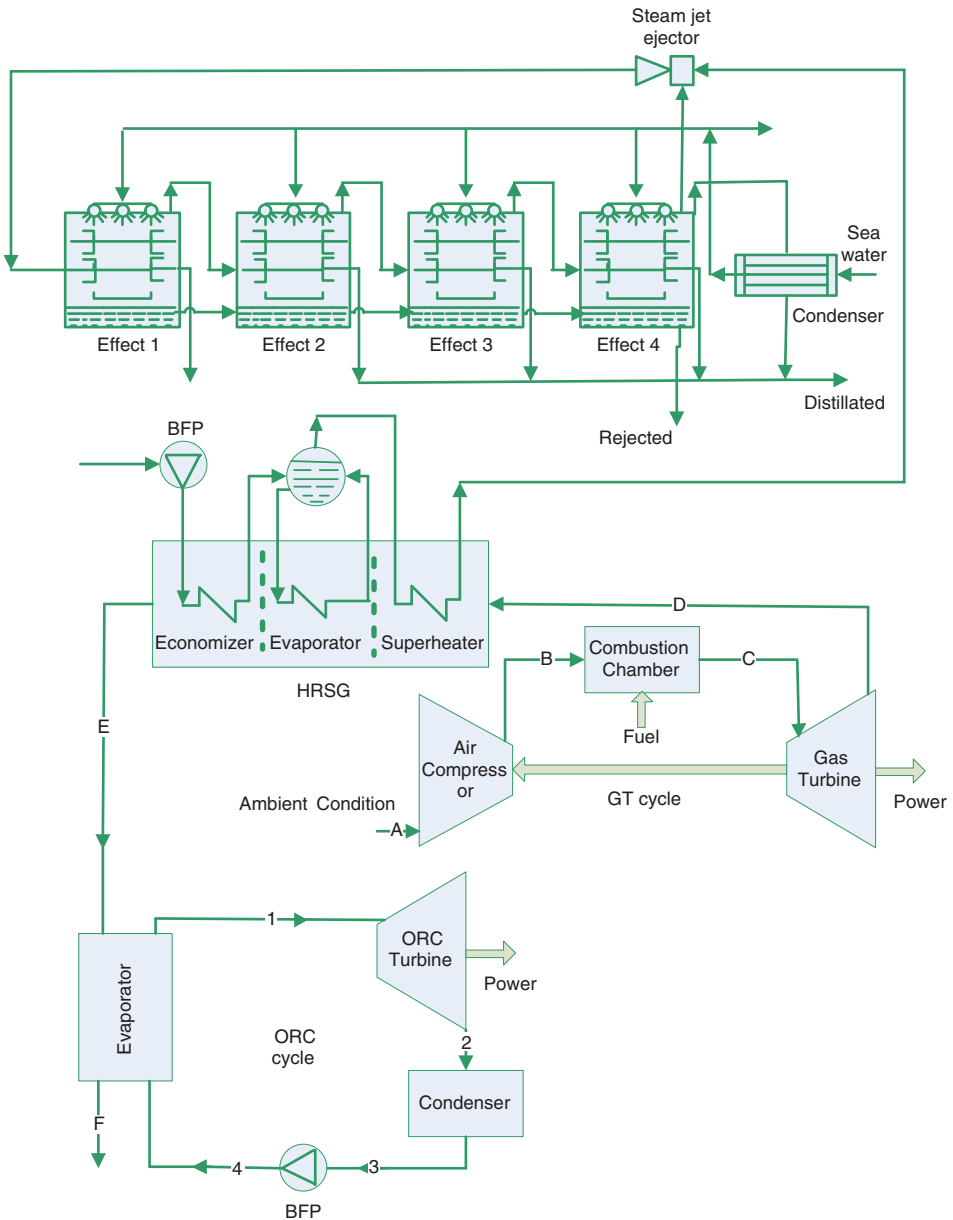 Steam jet
ejector
Sea
water
Condenser
Effect 1
Effect 2
Effect 3
Effect 4
Distillated
Rejected
BFP
Economizer
Evaporator
Superheater
HRSG
D
B
Combustion
Chamber
C
Fuel
E
Air
Compress
or
Gas
Turbine
GT cycle
Power
Ambient Condition
A
1
ORC
Turbine
Power
Evaporator
ORC
cycle
2
Condenser
F
4
3
BFP